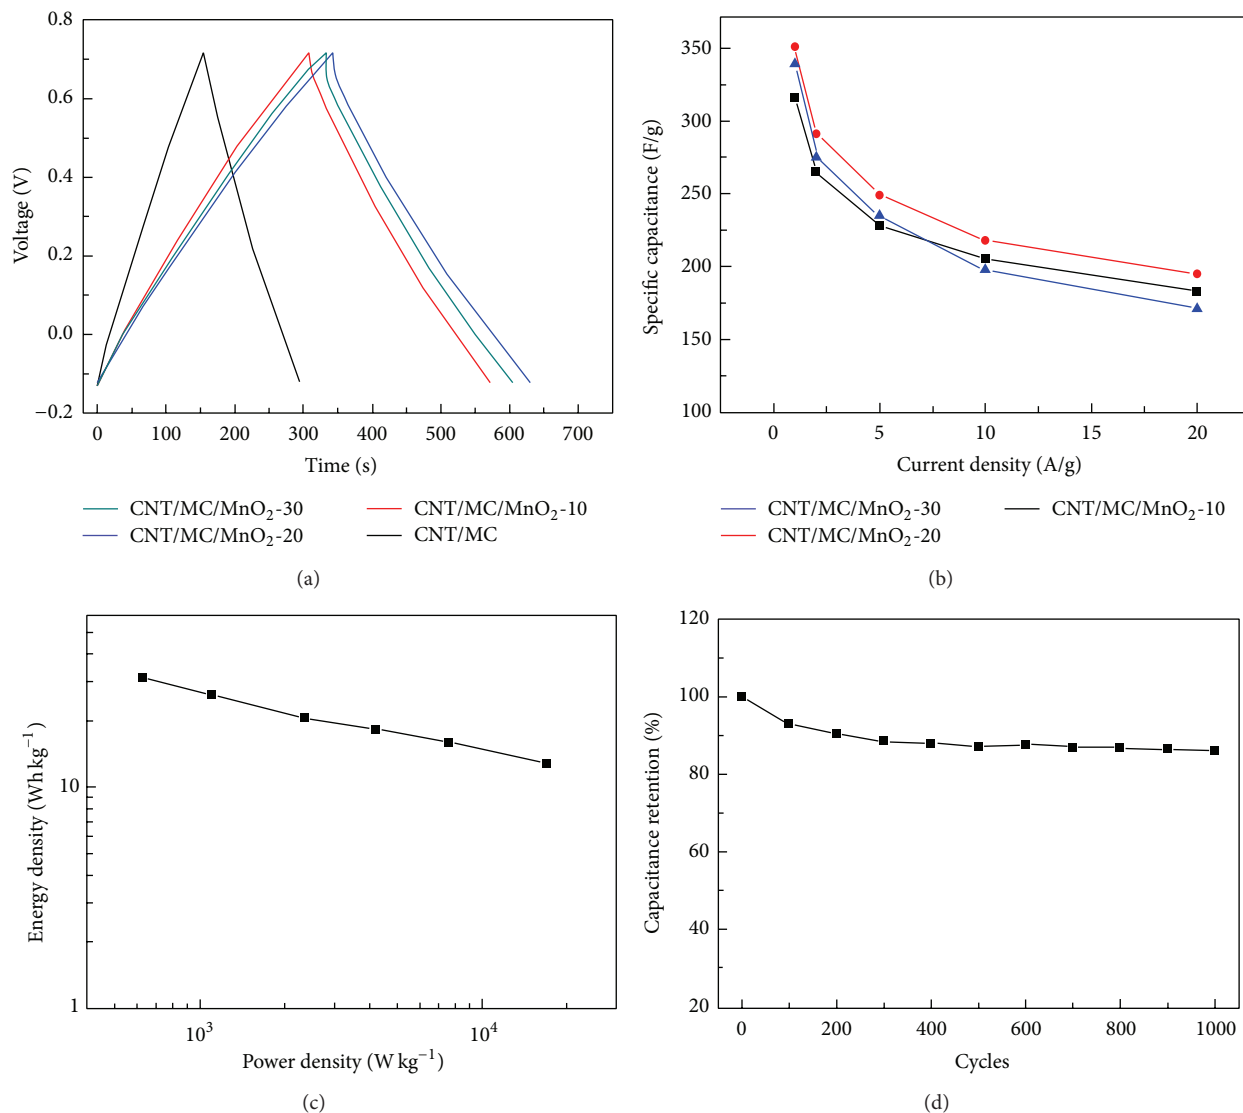 0.8
0.6
0.4
0.2
0.0
−0.2
Voltage (V)
0 100 200 300 400 500 600 700
Time (s)
CNT/MC/MnO₂-30 CNT/MC/MnO₂-10
CNT/MC/MnO₂-20 CNT/MC
(a)
350
300
250
200
150
100
Specific capacitance (F/g)
0 5 10 15 20
Current density (A/g)
CNT/MC/MnO₂-30 CNT/MC/MnO₂-10
CNT/MC/MnO₂-20
(b)
10
1
Energy density (Wh kg⁻¹)
10³ 10⁴
Power density (W kg⁻¹)
(c)
120
100
80
60
40
20
Capacitance retention (%)
0 200 400 600 800 1000
Cycles
(d)